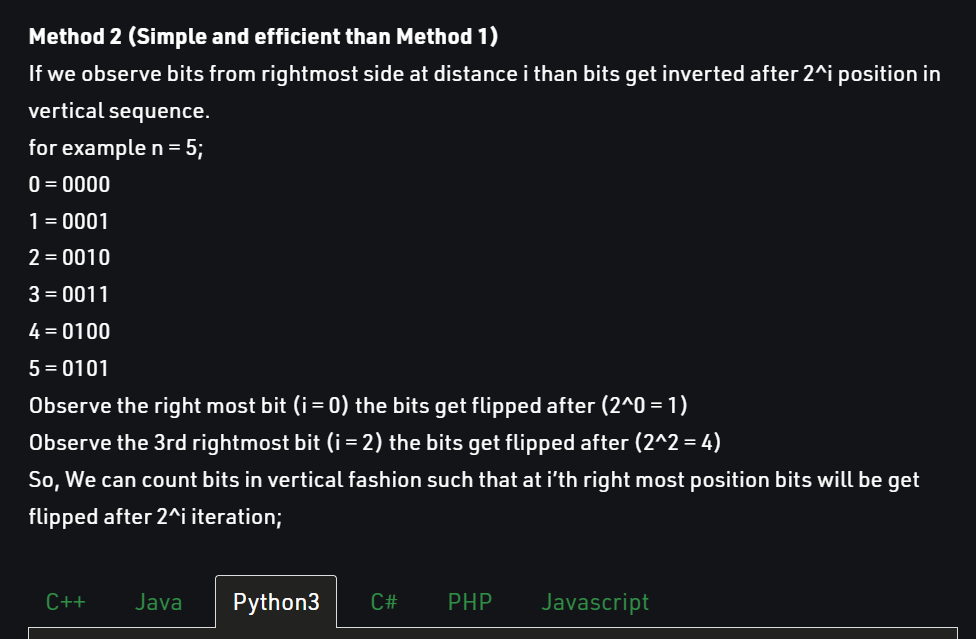 Method 2 (Simple and efficient than Method 1)
If we observe bits from rightmost side at distance i than bits get inverted after 2^i position in
vertical sequence.
for example n = 5;
0 = 0000
1 = 0001
2 = 0010
3 = 0011
4 = 0100
5 = 0101
Observe the right most bit (i = 0) the bits get flipped after (2^0 = 1)
Observe the 3rd rightmost bit (i = 2) the bits get flipped after (2^2 = 4)
So, We can count bits in vertical fashion such that at i’th right most position bits will be get
flipped after 2^i iteration;
C++ Java Python3 C# PHP Javascript